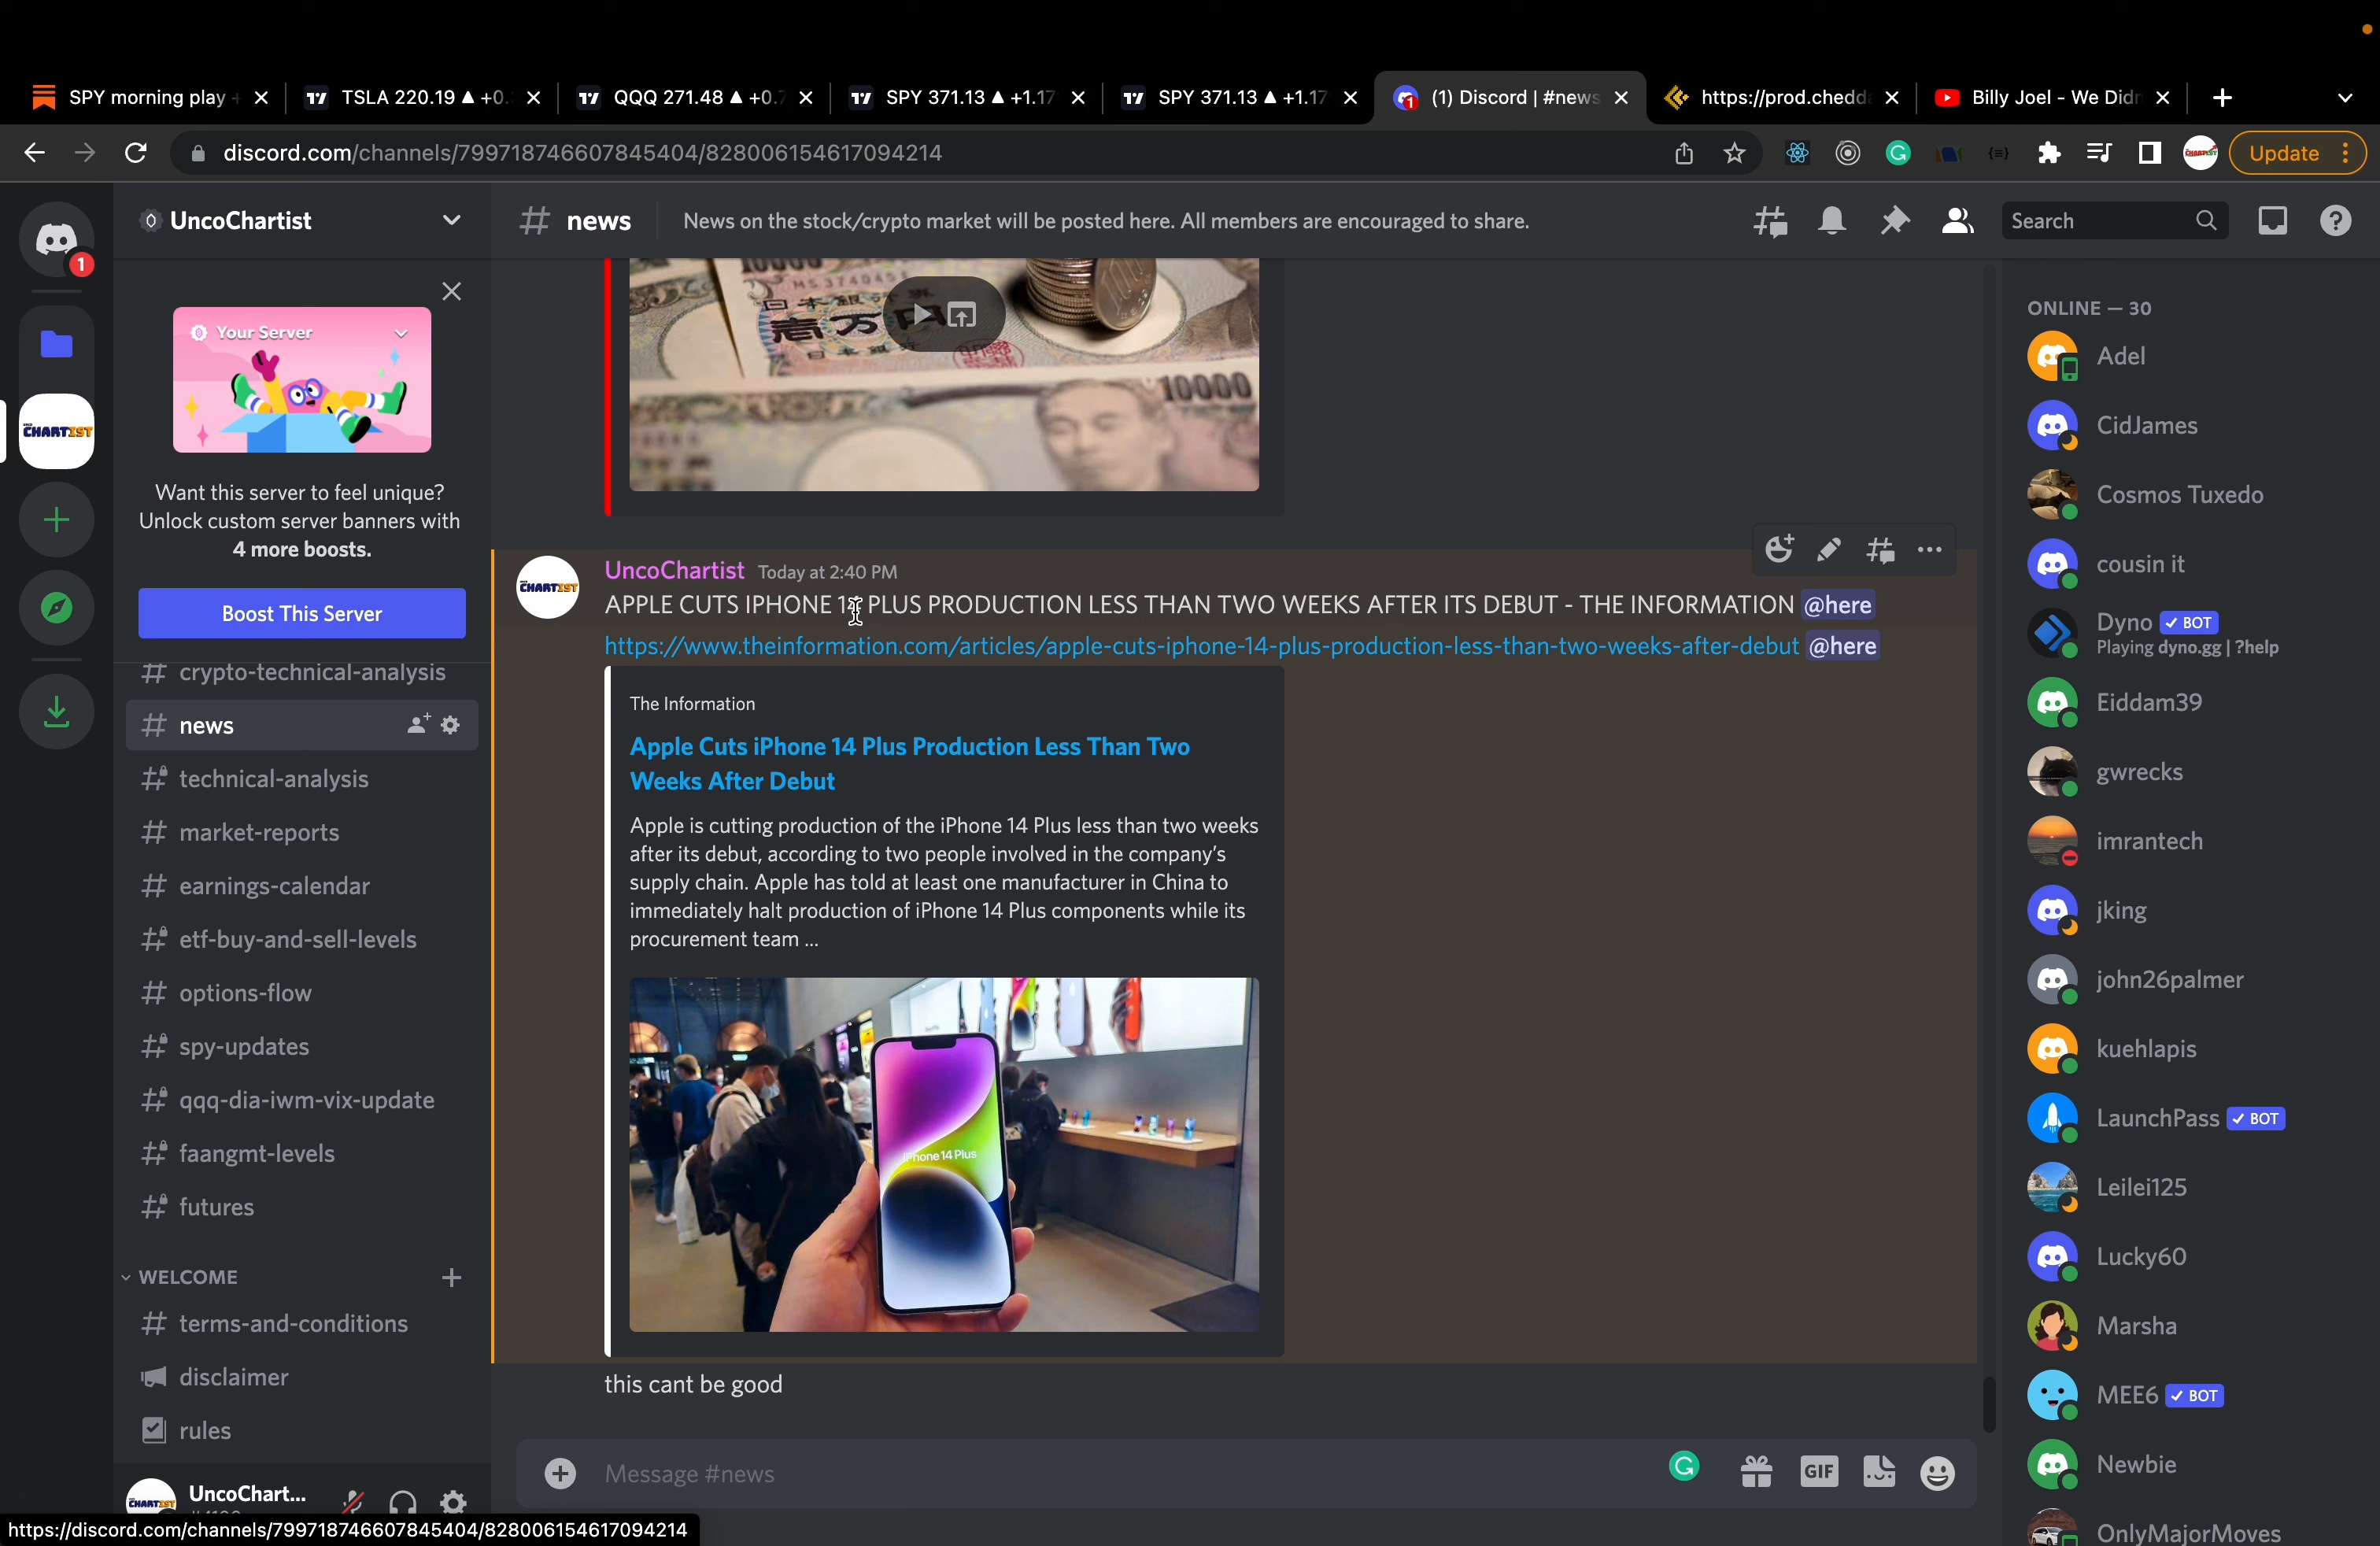 SPY morning play
TSLA 220.19 ▲ +0.
QQQ 271.48 ▲ +0.7
SPY 371.13 ▲ +1.17
SPY 371.13 ▲ +1.17
(1) Discord | #news
https://prod.chedd
Billy Joel - We Did
discord.com/channels/799718746607845404/828006154617094214
Update
UncoChartist
# news
News on the stock/crypto market will be posted here. All members are encouraged to share.
Search
1
Your Server
CHARTIST
Want this server to feel unique?
Unlock custom server banners with
4 more boosts.
Boost This Server
# crypto-technical-analysis
# news
# technical-analysis
# market-reports
# earnings-calendar
# etf-buy-and-sell-levels
# options-flow
# spy-updates
# qqq-dia-iwm-vix-update
# faangmt-levels
# futures
WELCOME
# terms-and-conditions
disclaimer
rules
CHARTIST
UncoChart...
https://discord.com/channels/799718746607845404/828006154617094214
10000
10000
CHARTIST
UncoChartist Today at 2:40 PM
APPLE CUTS IPHONE 14 PLUS PRODUCTION LESS THAN TWO WEEKS AFTER ITS DEBUT - THE INFORMATION @here
https://www.theinformation.com/articles/apple-cuts-iphone-14-plus-production-less-than-two-weeks-after-debut @here
The Information
Apple Cuts iPhone 14 Plus Production Less Than Two
Weeks After Debut
Apple is cutting production of the iPhone 14 Plus less than two weeks
after its debut, according to two people involved in the company's
supply chain. Apple has told at least one manufacturer in China to
immediately halt production of iPhone 14 Plus components while its
procurement team ...
iPhone 14 Plus
this cant be good
Message #news
GIF
ONLINE — 30
Adel
CidJames
Cosmos Tuxedo
cousin it
Dyno ✓ BOT
Playing dyno.gg | ?help
Eiddam39
gwrecks
imrantech
jking
john26palmer
kuehlapis
LaunchPass ✓ BOT
Leilei125
Lucky60
Marsha
MEE6 ✓ BOT
Newbie
OnlyMajorMoves